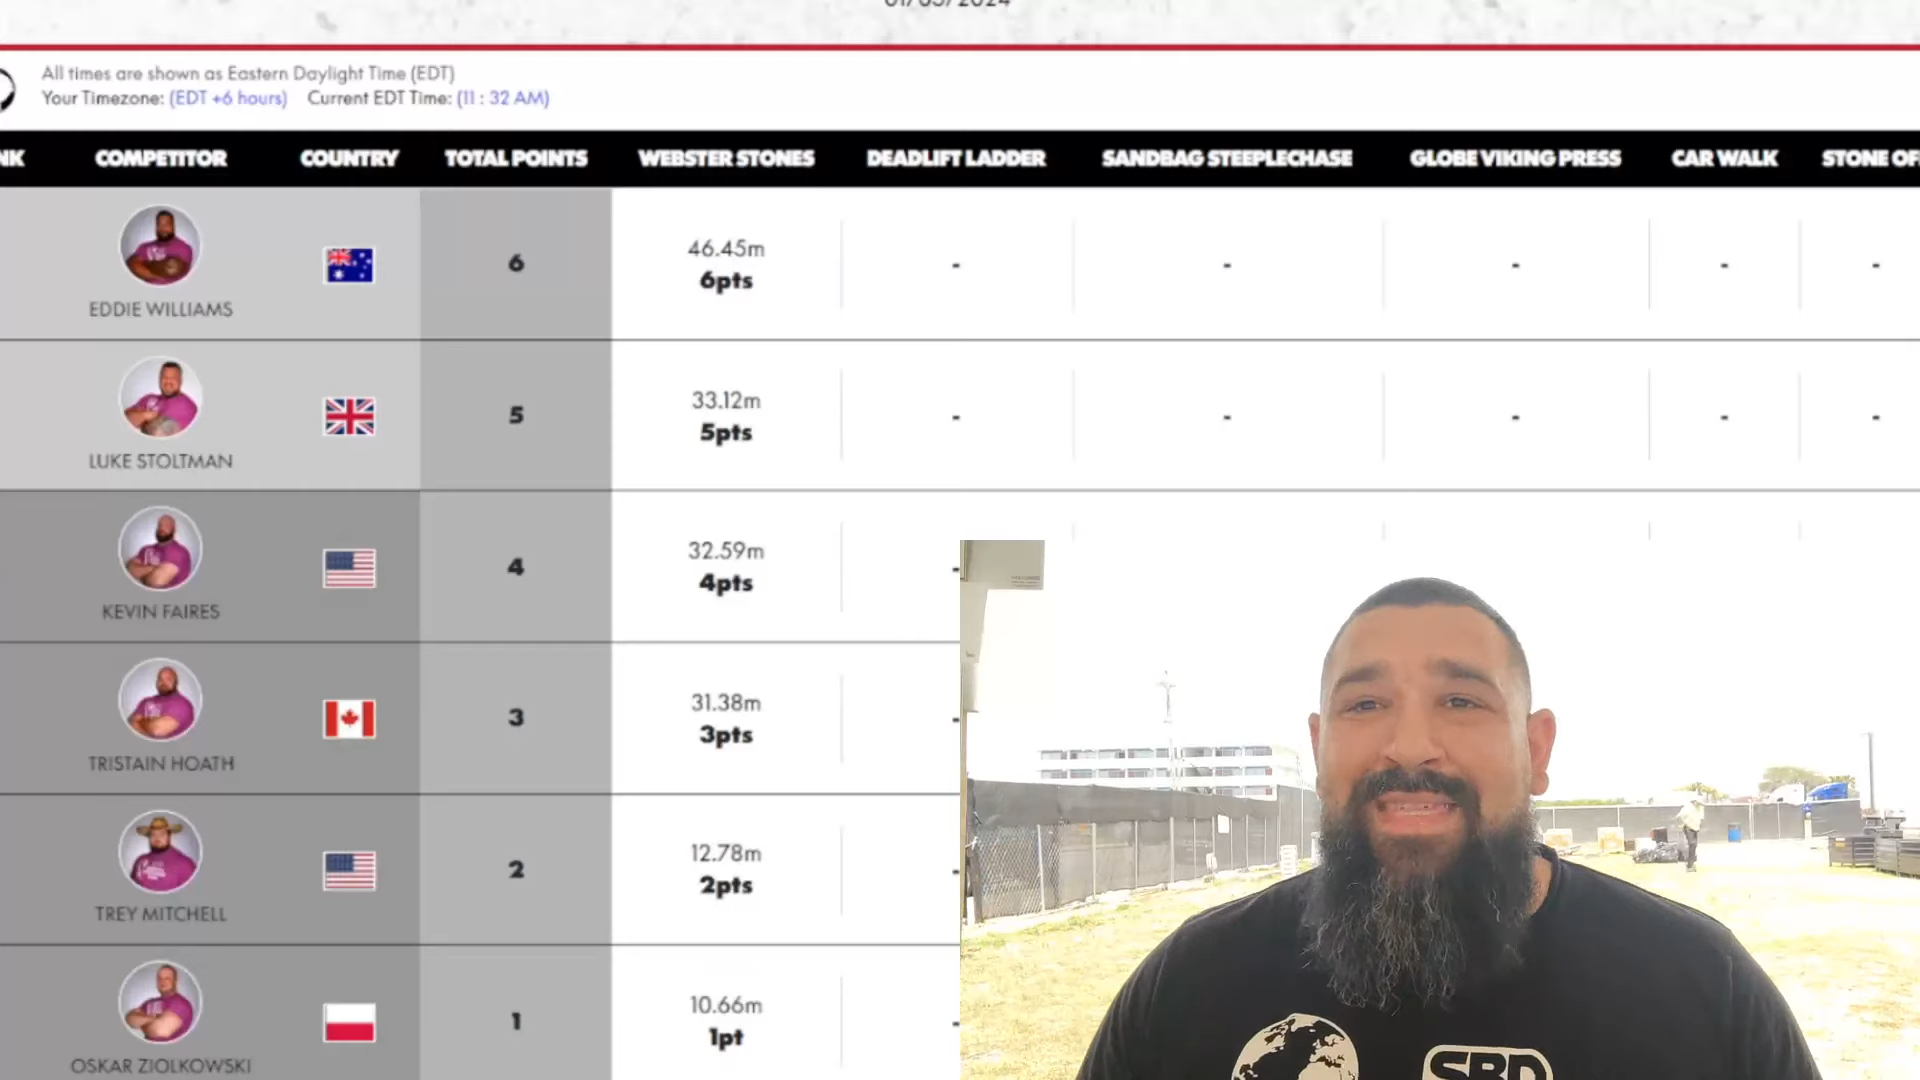 All times are shown as Eastern Daylight Time (EDT)
Your Timezone: (EDT +6 hours) Current EDT Time: (11 : 32 AM)
COMPETITOR COUNTRY TOTAL POINTS WEBSTER STONES DEADLIFT LADDER SANDBAG STEEPLECHASE GLOBE VIKING PRESS CAR WALK STONE OF
EDDIE WILLIAMS 6 46.45m - - - - -
6pts
LUKE STOLTMAN 5 33.12m - - - - -
5pts
KEVIN FAIRES 4 32.59m
4pts
TRISTAIN HOATH 3 31.38m
3pts
TREY MITCHELL 2 12.78m
2pts
OSKAR ZIOLKOWSKI 1 10.66m
1pt
SBD